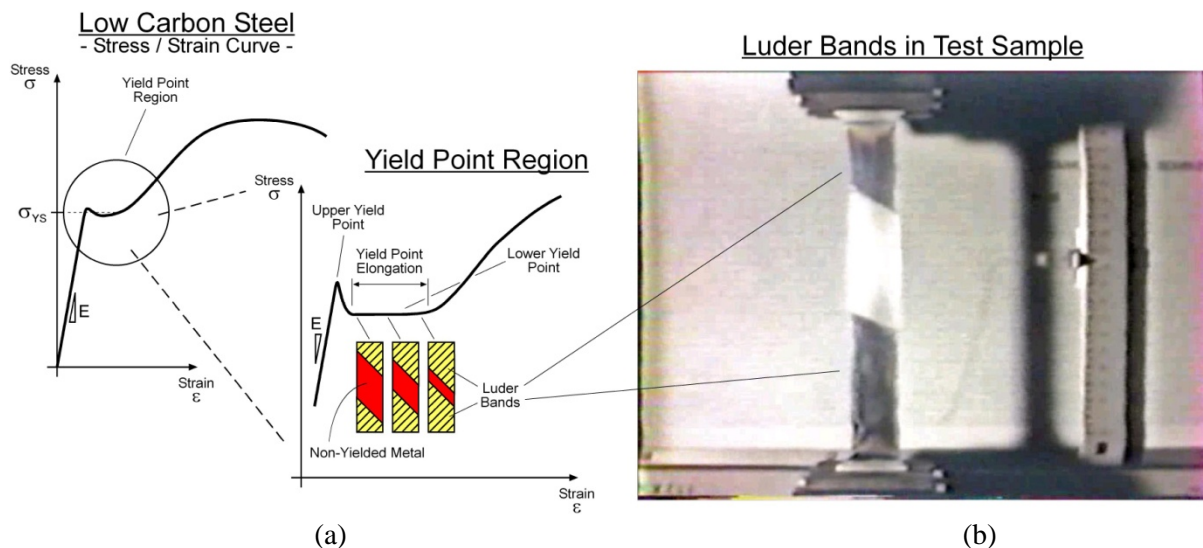 Low Carbon Steel
- Stress / Strain Curve -
Stress
σ
Yield Point
Region
σYS
E
Strain
ε
Yield Point Region
Stress
σ
Upper Yield
Point
Yield Point
Elongation
Lower Yield
Point
E
Luder
Bands
Non-Yielded Metal
Strain
ε
(a)
Luder Bands in Test Sample
(b)